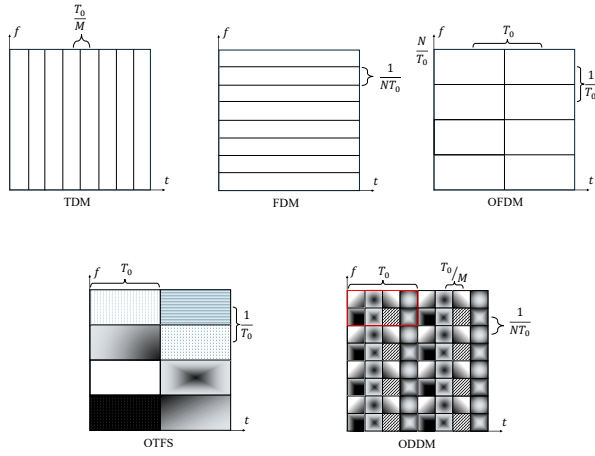 T₀/M
f
t
TDM
f
1/NT₀
t
FDM
N/T₀
f
T₀
1/T₀
t
OFDM
f
T₀
1/T₀
t
OTFS
f
T₀
T₀/M
1/NT₀
t
ODDM